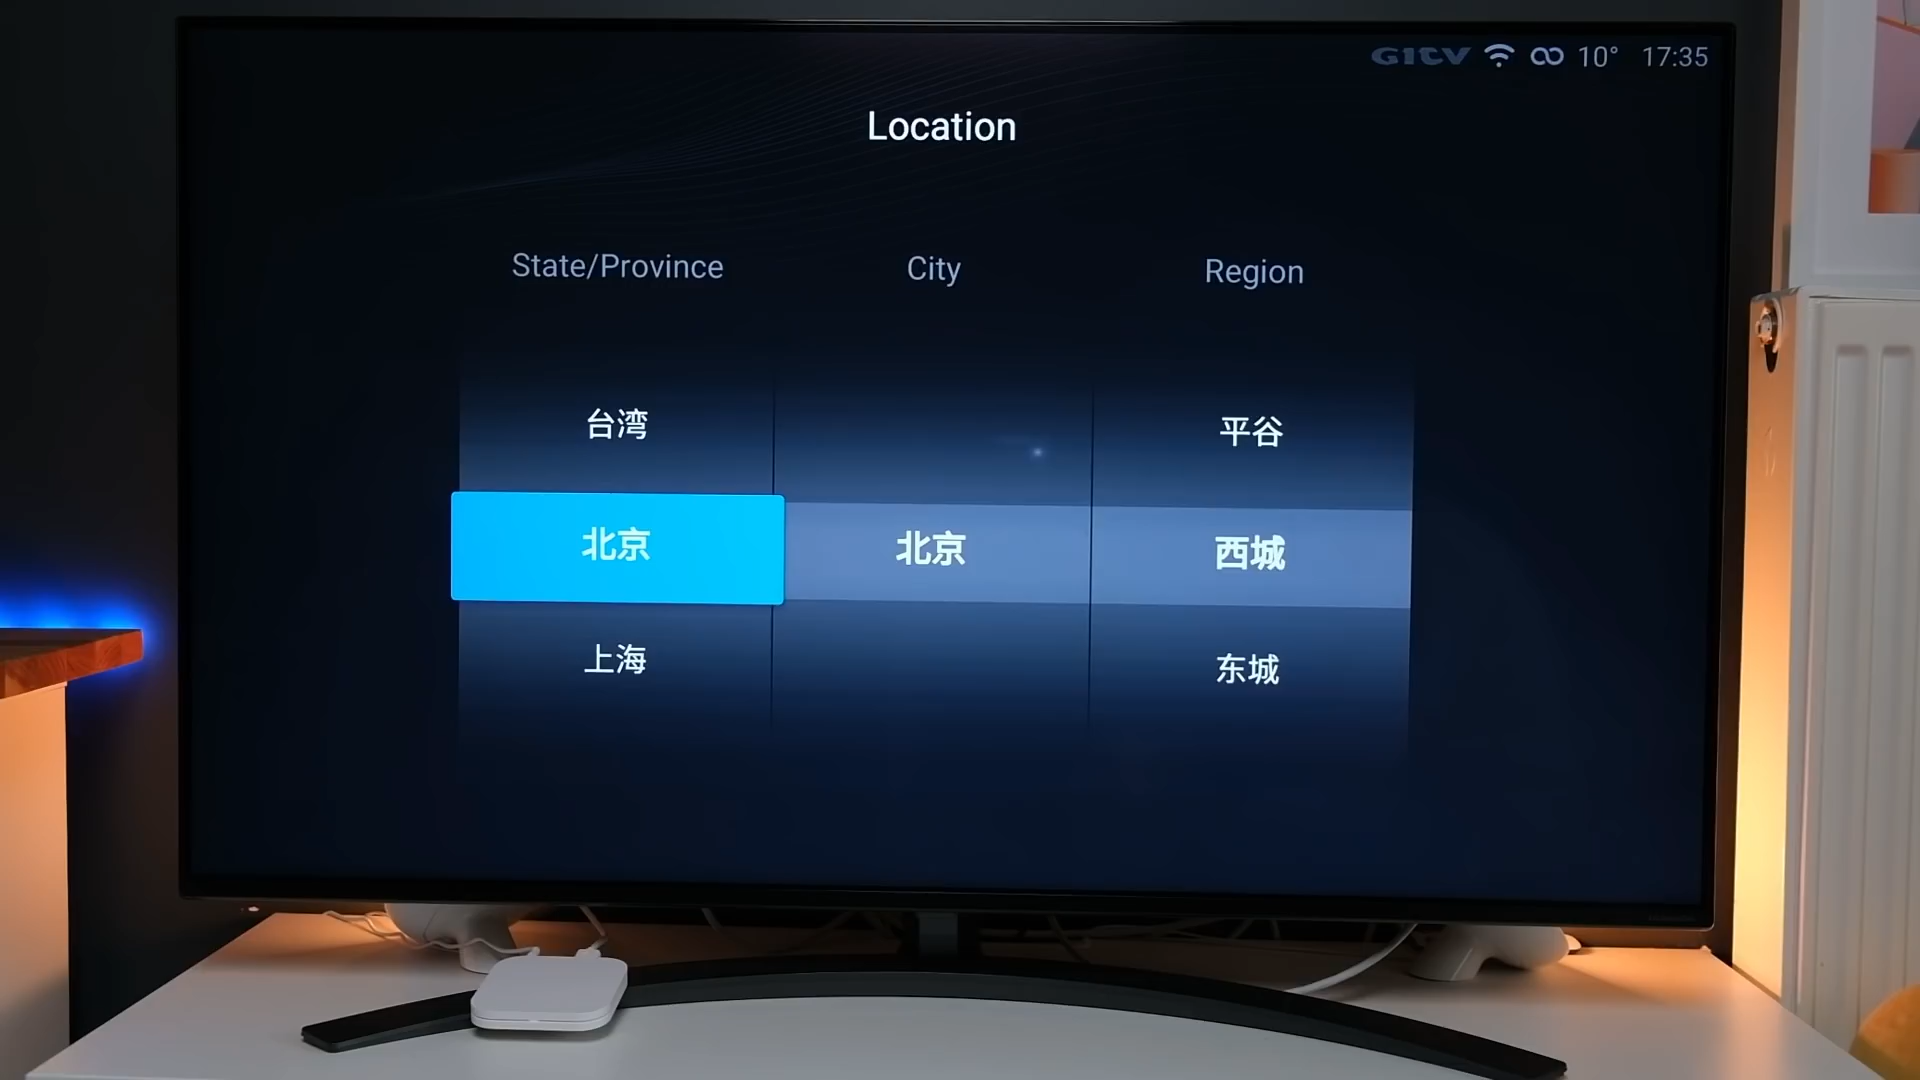 GITV 10° 17:35
Location
State/Province City Region
台湾 平谷
北京 北京 西城
上海 东城